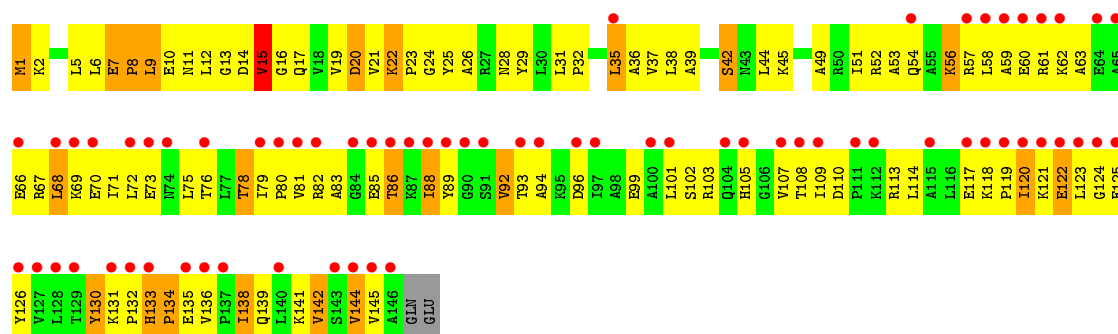 M1 K2 L5 L6 E7 P8 L9 E10 N11 L12 G13 D14 V15 G16 Q17 V18 V19 D20 V21 K22 P23 G24 Y25 A26 R27 N28 Y29 L30 L31 P32 L35 A36 V37 L38 A39 S42 N43 L44 K45 A49 R50 I51 R52 A53 Q54 A55 K56 R57 L58 A59 E60 R61 K62 A63 E64 A65
E66 R67 L68 K69 E70 I71 L72 E73 N74 L75 T76 L77 T78 I79 P80 V81 R82 A83 G84 E85 T86 K87 I88 Y89 G90 S91 V92 T93 A94 K95 D96 I97 A98 E99 A100 L101 S102 R103 Q104 H105 G106 V107 T108 I109 D110 P111 K112 R113 L114 A115 L116 E117 K118 P119 I120 K121 E122 L123 G124 E125
Y126 V127 L128 T129 Y130 K131 P132 H133 P134 E135 V136 P137 I138 Q139 L140 K141 V142 S143 V144 V145 A146 GLN GLU